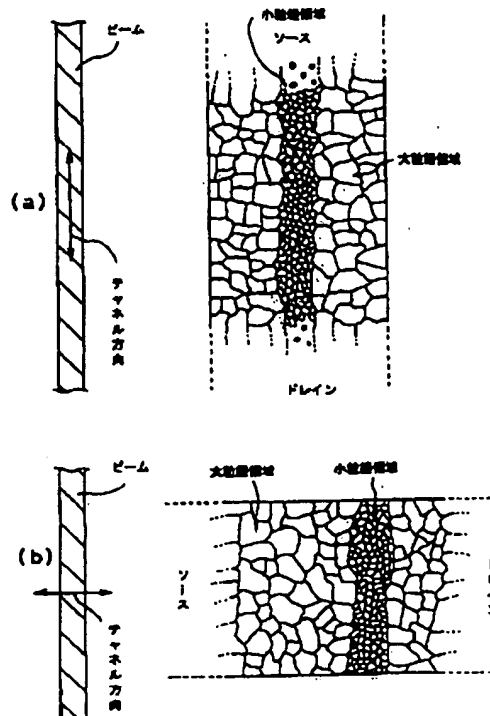 ビーム
小粒径領域
ソース
大粒径領域
(a)
チャネル方向
ドレイン
ビーム
大粒径領域
小粒径領域
(b)
ソース
チャネル方向